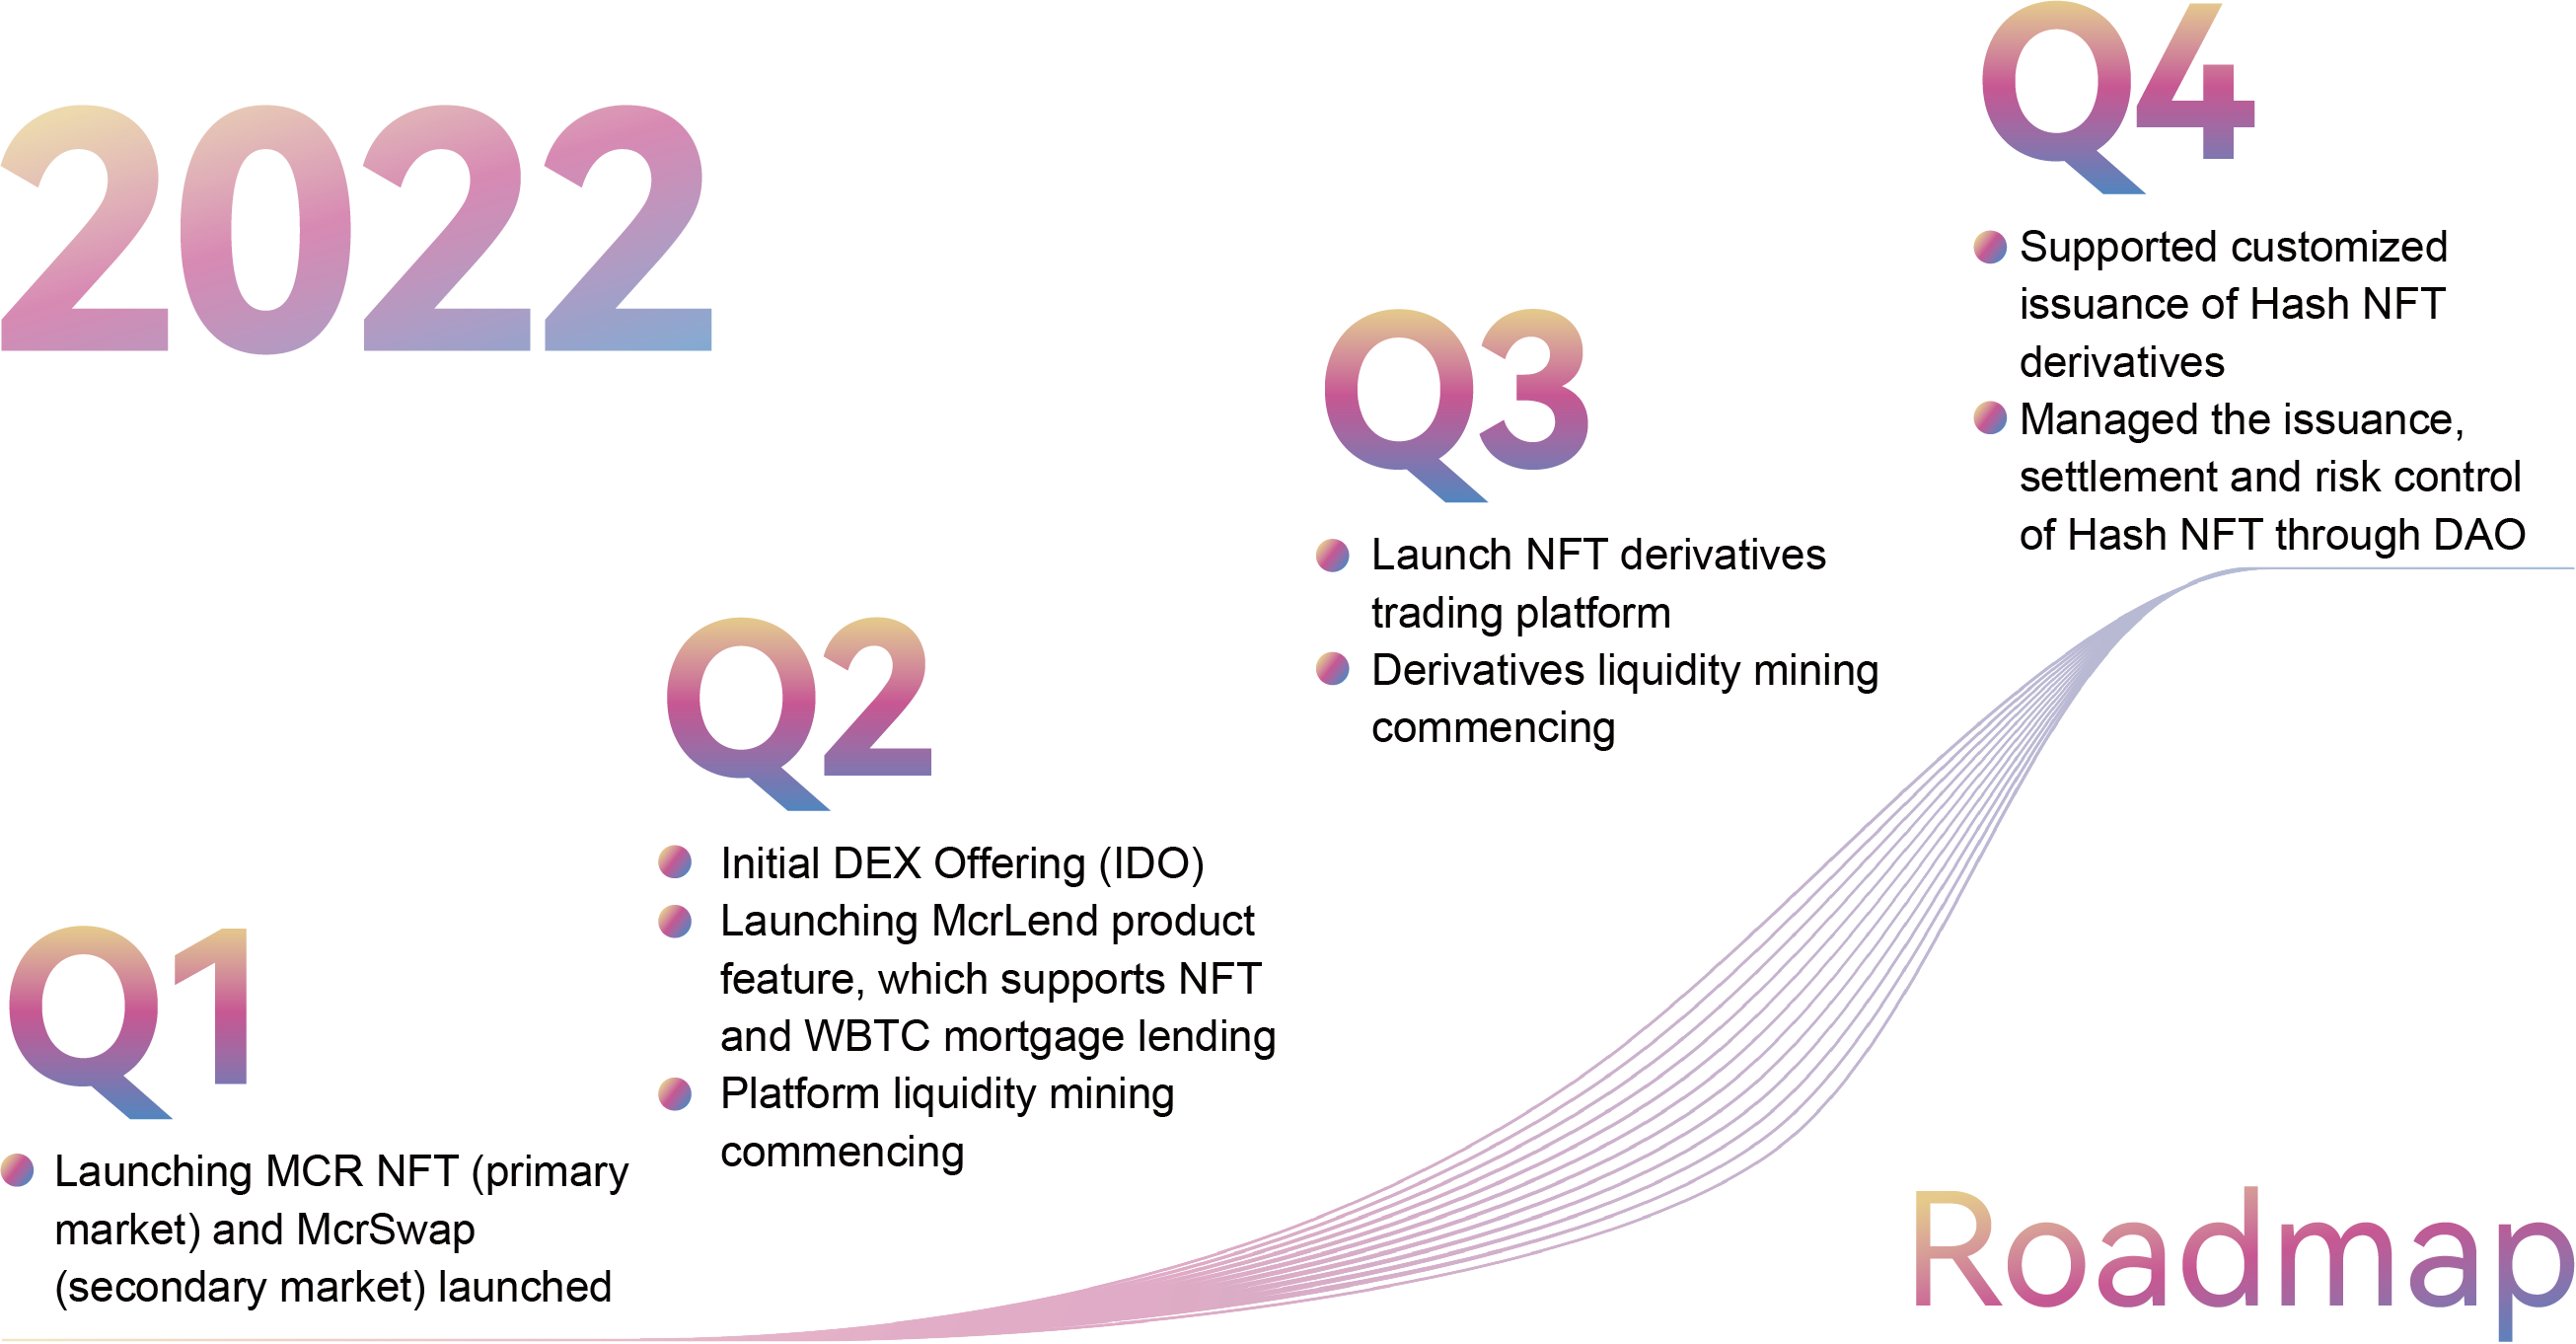 2022
Q1
Launching MCR NFT (primary
market) and McrSwap
(secondary market) launched
Q2
Initial DEX Offering (IDO)
Launching McrLend product
feature, which supports NFT
and WBTC mortgage lending
Platform liquidity mining
commencing
Q3
Launch NFT derivatives
trading platform
Derivatives liquidity mining
commencing
Q4
Supported customized
issuance of Hash NFT
derivatives
Managed the issuance,
settlement and risk control
of Hash NFT through DAO
Roadmap